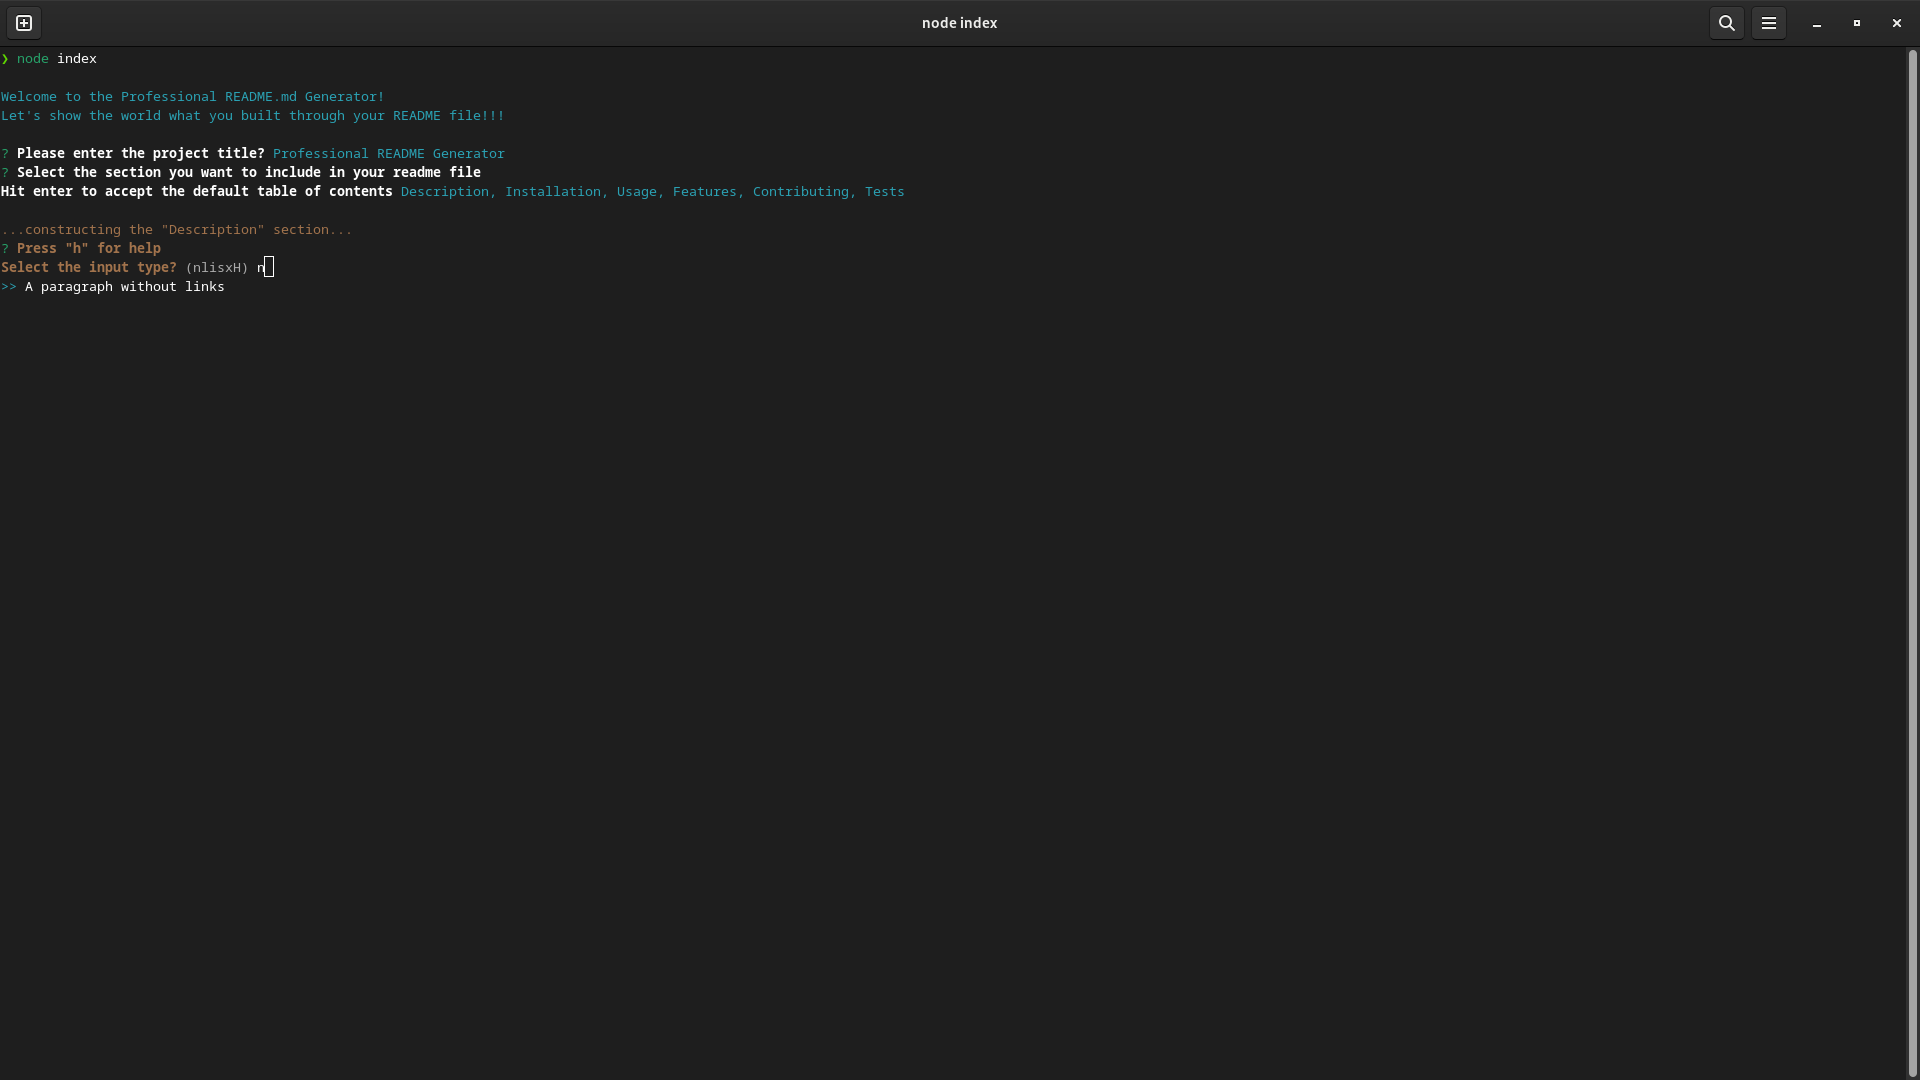 node index
❯ node index
Welcome to the Professional README.md Generator!
Let's show the world what you built through your README file!!!
? Please enter the project title? Professional README Generator
? Select the section you want to include in your readme file
Hit enter to accept the default table of contents Description, Installation, Usage, Features, Contributing, Tests
...constructing the "Description" section...
? Press "h" for help
Select the input type? (nlisxH) n
>> A paragraph without links